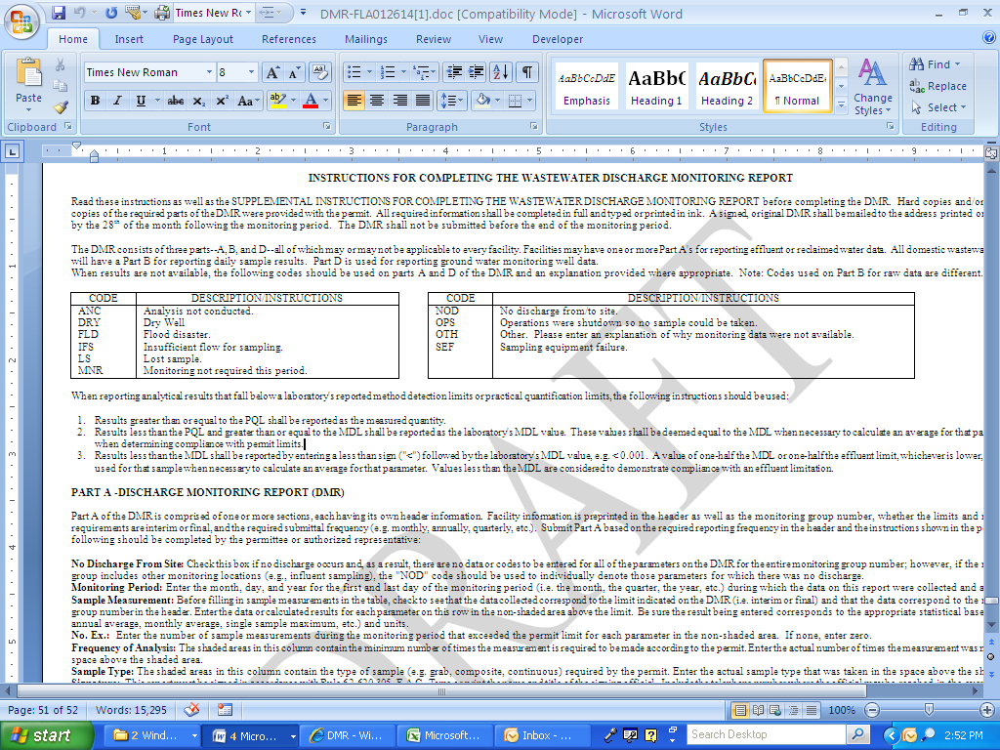 Times New Ro
DMR-FLA012614[1].doc [Compatibility Mode] - Microsoft Word
Home Insert Page Layout References Mailings Review View Developer
Paste
Times New Roman 8
AaBbCcDdE AaBbC AaBbCc AaBbCcDdE
Emphasis Heading 1 Heading 2 ¶ Normal
Change Styles
Find
Replace
Select
Clipboard Font Paragraph Styles Editing
1 2 3 4 5 6 7 8 9
DRAFT
INSTRUCTIONS FOR COMPLETING THE WASTEWATER DISCHARGE MONITORING REPORT
Read these instructions as well as the SUPPLEMENTAL INSTRUCTIONS FOR COMPLETING THE WASTEWATER DISCHARGE MONITORING REPORT before completing the DMR. Hard copies and/or
copies of the required parts of the DMR were provided with the permit. All required information shall be completed in full and typed or printed in ink. A signed, original DMR shall be mailed to the address printed on
by the 28th of the month following the monitoring period. The DMR shall not be submitted before the end of the monitoring period.
The DMR consists of three parts--A, B, and D--all of which may or may not be applicable to every facility. Facilities may have one or more Part A's for reporting effluent or reclaimed water data. All domestic wastewa
will have a Part B for reporting daily sample results. Part D is used for reporting ground water monitoring well data.
When results are not available, the following codes should be used on parts A and D of the DMR and an explanation provided where appropriate. Note: Codes used on Part B for raw data are different.
CODE DESCRIPTION/INSTRUCTIONS
ANC Analysis not conducted.
DRY Dry Well
FLD Flood disaster.
IFS Insufficient flow for sampling.
LS Lost sample.
MNR Monitoring not required this period.
CODE DESCRIPTION/INSTRUCTIONS
NOD No discharge from/to site.
OPS Operations were shutdown so no sample could be taken.
OTH Other. Please enter an explanation of why monitoring data were not available.
SEF Sampling equipment failure.
When reporting analytical results that fall below a laboratory's reported method detection limits or practical quantification limits, the following instructions should be used:
1. Results greater than or equal to the PQL shall be reported as the measured quantity.
2. Results less than the PQL and greater than or equal to the MDL shall be reported as the laboratory's MDL value. These values shall be deemed equal to the MDL when necessary to calculate an average for that pa
when determining compliance with permit limits.
3. Results less than the MDL shall be reported by entering a less than sign ("<") followed by the laboratory's MDL value, e.g. < 0.001. A value of one-half the MDL or one-half the effluent limit, whichever is lower,
used for that sample when necessary to calculate an average for that parameter. Values less than the MDL are considered to demonstrate compliance with an effluent limitation.
PART A -DISCHARGE MONITORING REPORT (DMR)
Part A of the DMR is comprised of one or more sections, each having its own header information. Facility information is preprinted in the header as well as the monitoring group number, whether the limits and
requirements are interim or final, and the required submittal frequency (e.g. monthly, annually, quarterly, etc.). Submit Part A based on the required reporting frequency in the header and the instructions shown in the p
following should be completed by the permittee or authorized representative:
No Discharge From Site: Check this box if no discharge occurs and, as a result, there are no data or codes to be entered for all of the parameters on the DMR for the entire monitoring group number; however, if the
group includes other monitoring locations (e.g., influent sampling), the "NOD" code should be used to individually denote those parameters for which there was no discharge.
Monitoring Period: Enter the month, day, and year for the first and last day of the monitoring period (i.e. the month, the quarter, the year, etc.) during which the data on this report were collected and a
Sample Measurement: Before filling in sample measurements in the table, check to see that the data collected correspond to the limit indicated on the DMR (i.e. interim or final) and that the data correspond to the
group number in the header. Enter the data or calculated results for each parameter on this row in the non-shaded area above the limit. Be sure the result being entered corresponds to the appropriate statistical base
annual average, monthly average, single sample maximum, etc.) and units.
No. Ex.: Enter the number of sample measurements during the monitoring period that exceeded the permit limit for each parameter in the non-shaded area. If none, enter zero.
Frequency of Analysis: The shaded areas in this column contain the minimum number of times the measurement is required to be made according to the permit. Enter the actual number of times the measurement was
space above the shaded area.
Sample Type: The shaded areas in this column contain the type of sample (e.g. grab, composite, continuous) required by the permit. Enter the actual sample type that was taken in the space above the sh
Page: 51 of 52 Words: 15,295 100%
start 2 Wind... 4 Micro... DMR - Wi... Microsoft... Inbox - ... Search Desktop 2:52 PM